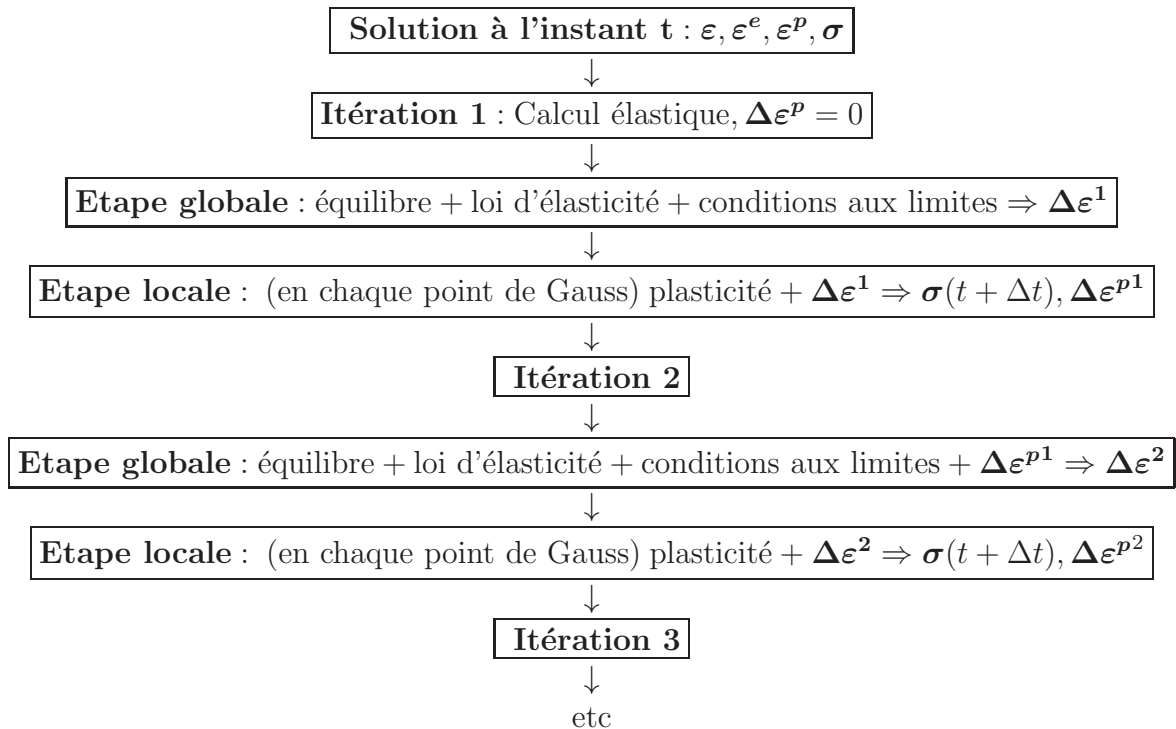 Solution à l'instant t : ε, εᵉ, εᵖ, σ
↓
Itération 1 : Calcul élastique, Δεᵖ = 0
↓
Etape globale : équilibre + loi d'élasticité + conditions aux limites ⇒ Δε¹
↓
Etape locale : (en chaque point de Gauss) plasticité + Δε¹ ⇒ σ(t + Δt), Δεᵖ¹
↓
Itération 2
↓
Etape globale : équilibre + loi d'élasticité + conditions aux limites + Δεᵖ¹ ⇒ Δε²
↓
Etape locale : (en chaque point de Gauss) plasticité + Δε² ⇒ σ(t + Δt), Δεᵖ²
↓
Itération 3
↓
etc